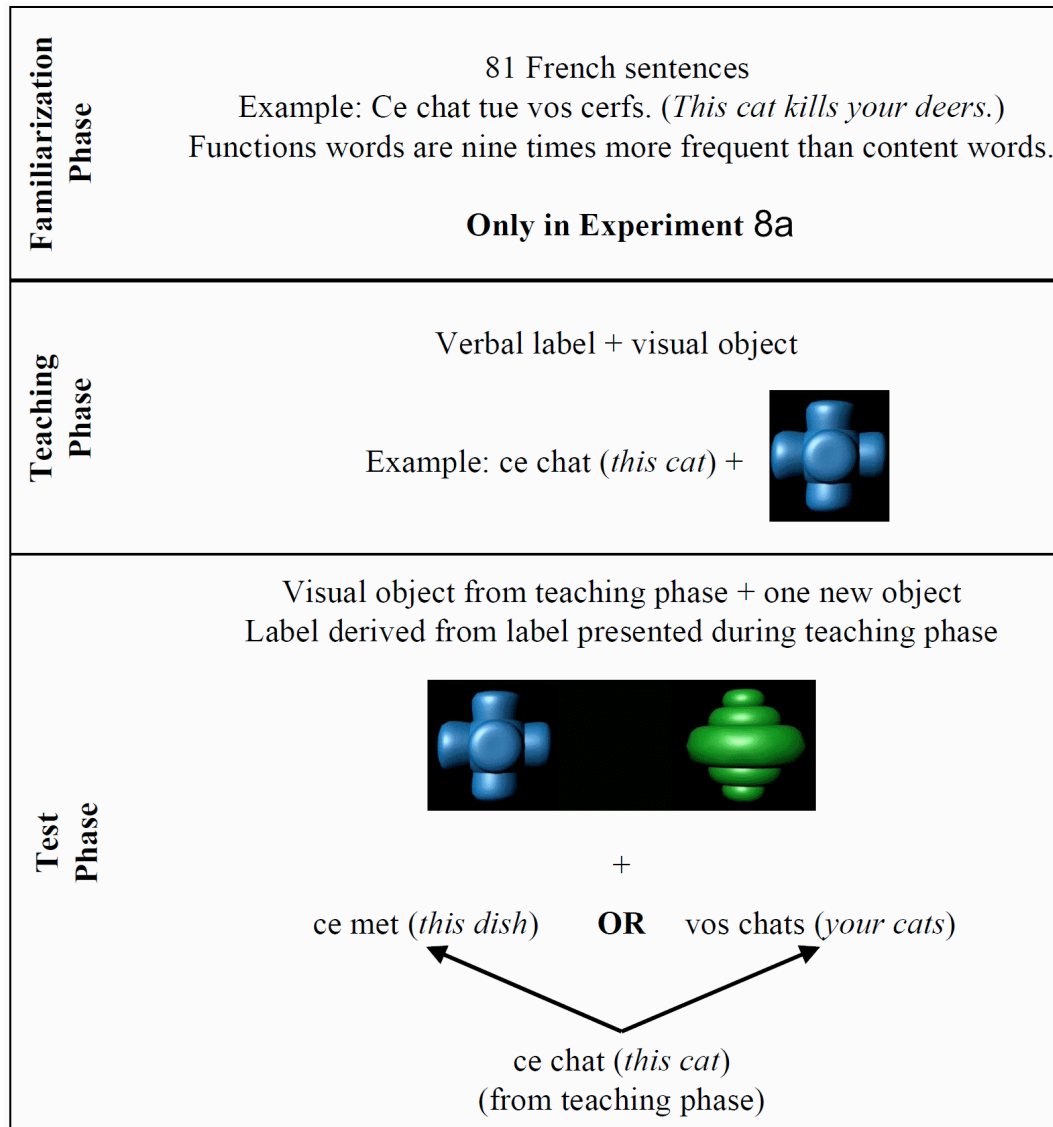 Familiarization
Phase
81 French sentences
Example: Ce chat tue vos cerfs. (This cat kills your deers.)
Functions words are nine times more frequent than content words.
Only in Experiment 8a
Teaching
Phase
Verbal label + visual object
Example: ce chat (this cat) +
Test
Phase
Visual object from teaching phase + one new object
Label derived from label presented during teaching phase
+
ce met (this dish) OR vos chats (your cats)
ce chat (this cat)
(from teaching phase)